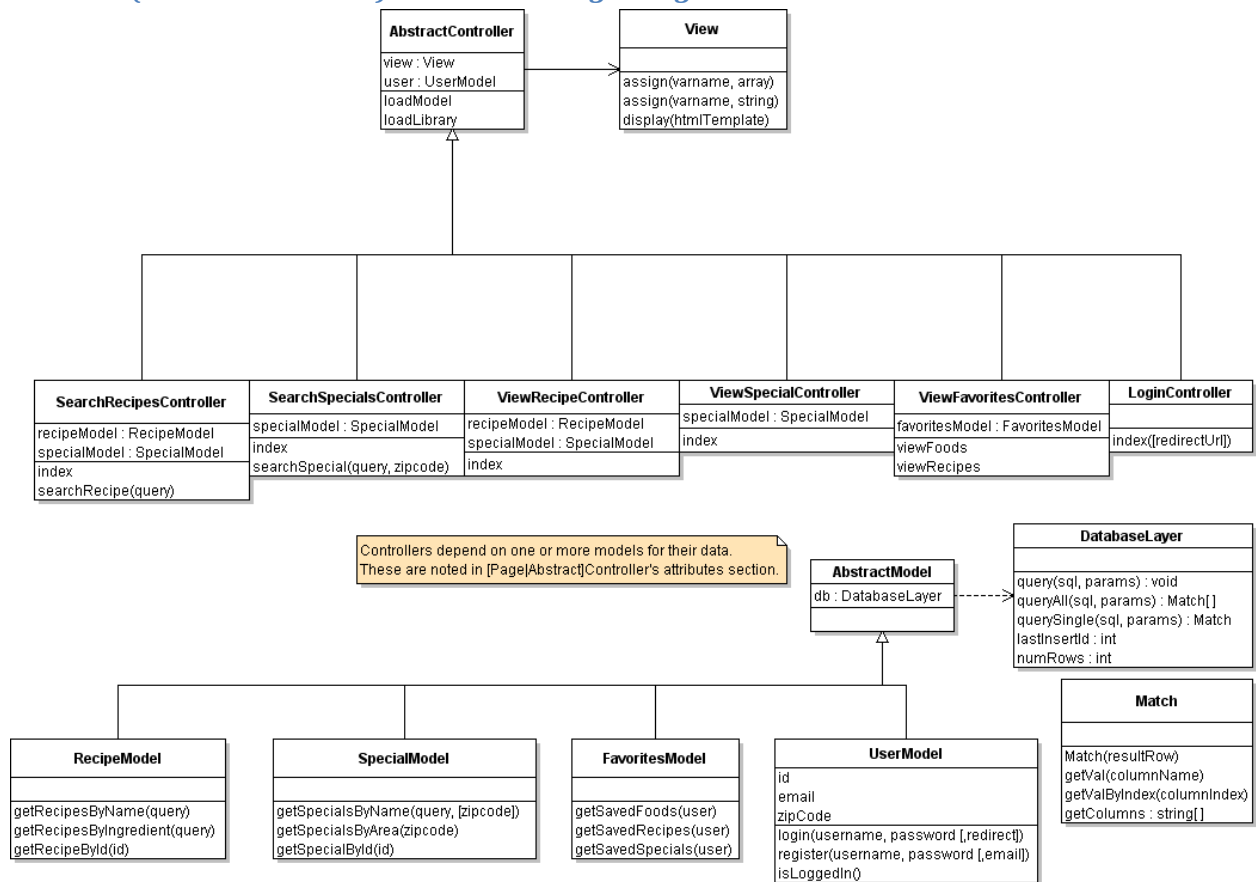 AbstractController
view : View
user : UserModel
loadModel
loadLibrary
View
assign(varname, array)
assign(varname, string)
display(htmlTemplate)
SearchRecipesController
recipeModel : RecipeModel
specialModel : SpecialModel
index
searchRecipe(query)
SearchSpecialsController
specialModel : SpecialModel
index
searchSpecial(query, zipcode)
ViewRecipeController
recipeModel : RecipeModel
specialModel : SpecialModel
index
ViewSpecialController
specialModel : SpecialModel
index
ViewFavoritesController
favoritesModel : FavoritesModel
viewFoods
viewRecipes
LoginController
index([redirectUrl])
Controllers depend on one or more models for their data.
These are noted in [Page|Abstract]Controller's attributes section.
AbstractModel
db : DatabaseLayer
DatabaseLayer
query(sql, params) : void
queryAll(sql, params) : Match[]
querySingle(sql, params) : Match
lastInsertId : int
numRows : int
Match
Match(resultRow)
getVal(columnName)
getValByIndex(columnIndex)
getColumns : string[]
RecipeModel
getRecipesByName(query)
getRecipesByIngredient(query)
getRecipeById(id)
SpecialModel
getSpecialsByName(query, [zipcode])
getSpecialsByArea(zipcode)
getSpecialById(id)
FavoritesModel
getSavedFoods(user)
getSavedRecipes(user)
getSavedSpecials(user)
UserModel
id
email
zipCode
login(username, password [,redirect])
register(username, password [,email])
isLoggedIn()